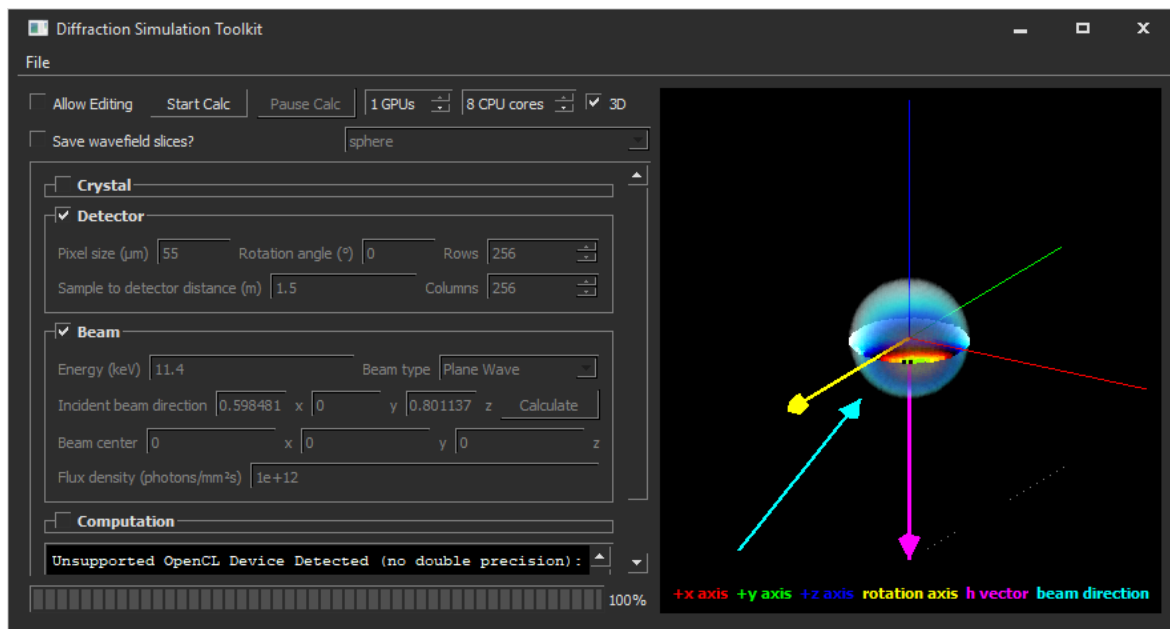 Diffraction Simulation Toolkit
File
Allow Editing Start Calc Pause Calc 1 GPUs 8 CPU cores 3D
Save wavefield slices? sphere
Crystal
Detector
Pixel size (µm) 55 Rotation angle (°) 0 Rows 256
Sample to detector distance (m) 1.5 Columns 256
Beam
Energy (keV) 11.4 Beam type Plane Wave
Incident beam direction 0.598481 x 0 y 0.801137 z Calculate
Beam center 0 x 0 y 0 z
Flux density (photons/mm²s) 1e+12
Computation
Unsupported OpenCL Device Detected (no double precision):
100%
+x axis +y axis +z axis rotation axis h vector beam direction